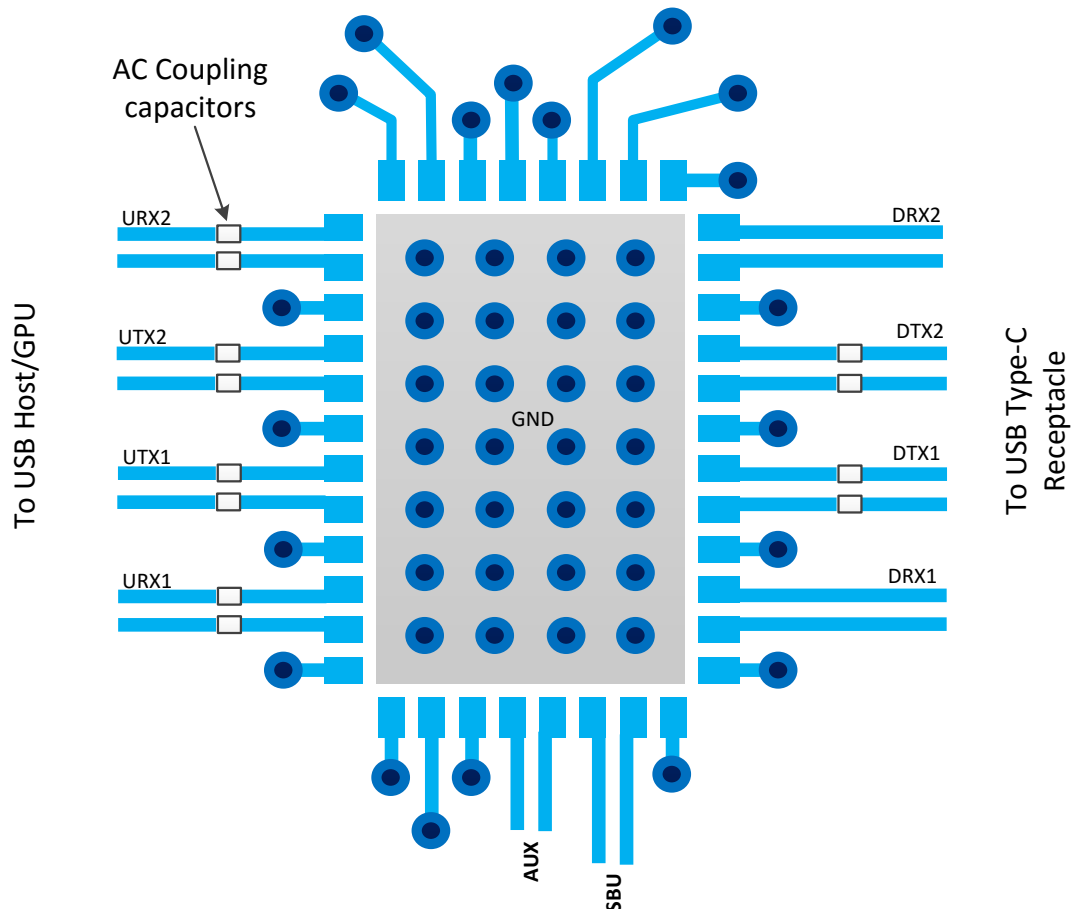 AC Coupling
capacitors
URX2
DRX2
UTX2
DTX2
GND
UTX1
DTX1
URX1
DRX1
To USB Host/GPU
To USB Type-C
Receptacle
AUX
SBU